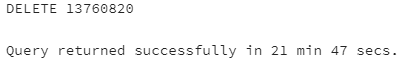 DELETE 13760820
Query returned successfully in 21 min 47 secs.